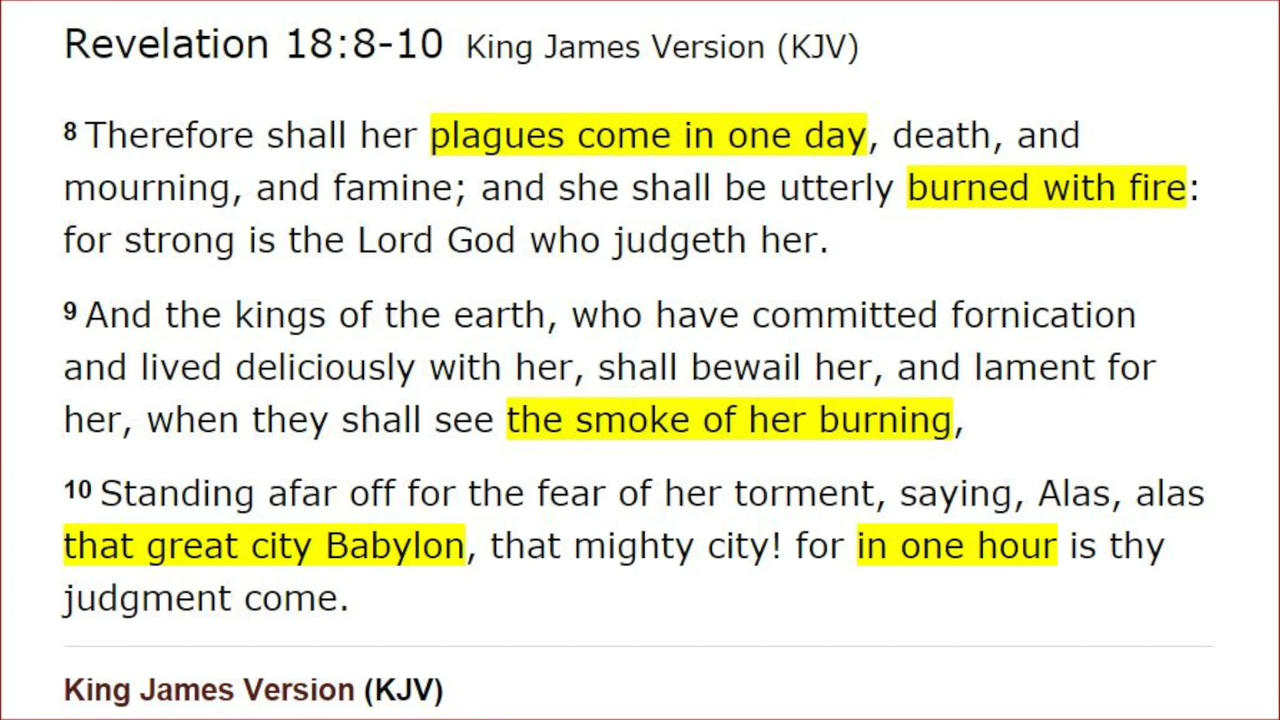 Revelation 18:8-10 King James Version (KJV)
8 Therefore shall her plagues come in one day, death, and
mourning, and famine; and she shall be utterly burned with fire:
for strong is the Lord God who judgeth her.
9 And the kings of the earth, who have committed fornication
and lived deliciously with her, shall bewail her, and lament for
her, when they shall see the smoke of her burning,
10 Standing afar off for the fear of her torment, saying, Alas, alas
that great city Babylon, that mighty city! for in one hour is thy
judgment come.
King James Version (KJV)